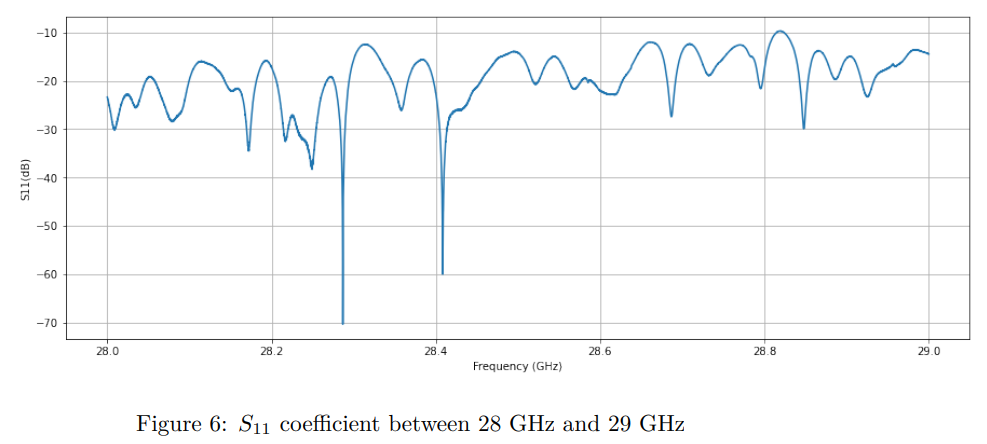 −10
−20
−30
−40
−50
−60
−70
S11(dB)
28.0 28.2 28.4 28.6 28.8 29.0
Frequency (GHz)
Figure 6: S₁₁ coefficient between 28 GHz and 29 GHz